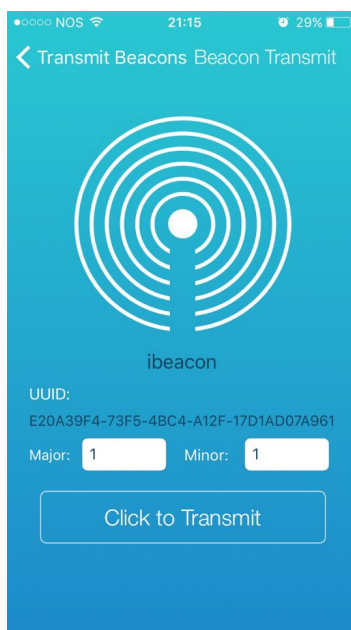 NOS 21:15 29%
Transmit Beacons Beacon Transmit
ibeacon
UUID:
E20A39F4-73F5-4BC4-A12F-17D1AD07A961
Major: 1 Minor: 1
Click to Transmit